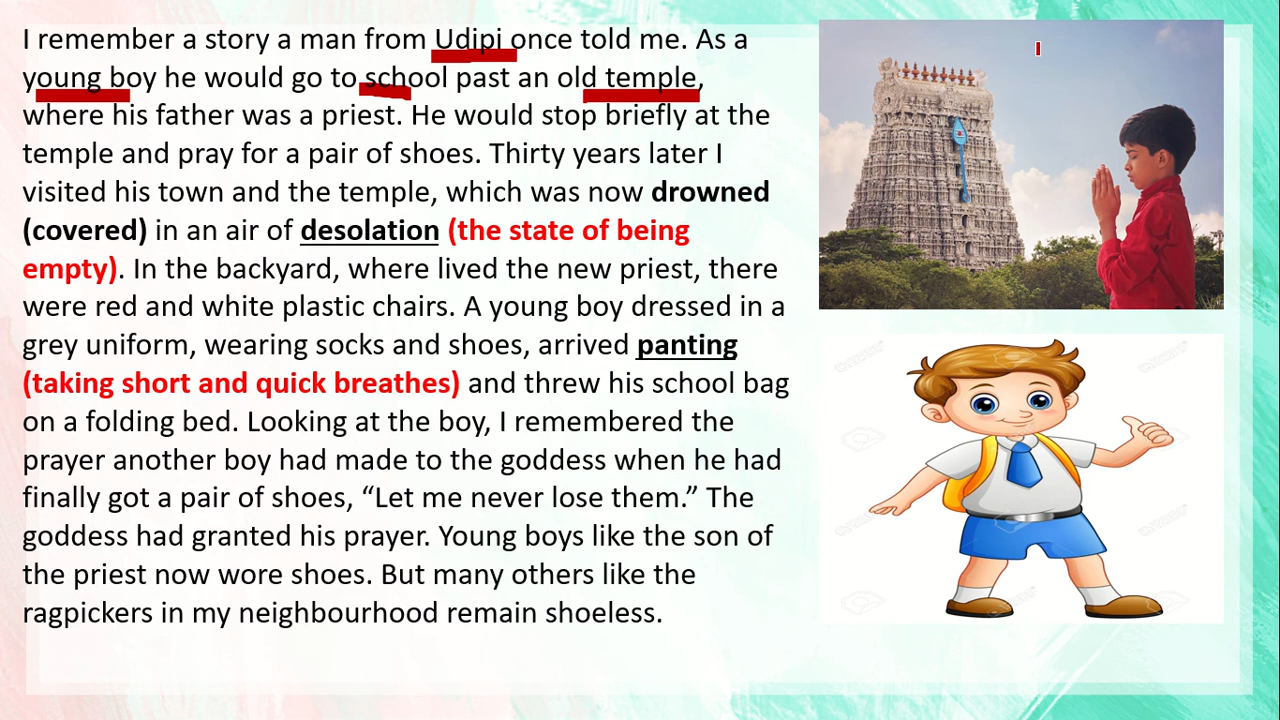 I remember a story a man from Udipi once told me. As a
young boy he would go to school past an old temple,
where his father was a priest. He would stop briefly at the
temple and pray for a pair of shoes. Thirty years later I
visited his town and the temple, which was now drowned
(covered) in an air of desolation (the state of being
empty). In the backyard, where lived the new priest, there
were red and white plastic chairs. A young boy dressed in a
grey uniform, wearing socks and shoes, arrived panting
(taking short and quick breathes) and threw his school bag
on a folding bed. Looking at the boy, I remembered the
prayer another boy had made to the goddess when he had
finally got a pair of shoes, “Let me never lose them.” The
goddess had granted his prayer. Young boys like the son of
the priest now wore shoes. But many others like the
ragpickers in my neighbourhood remain shoeless.